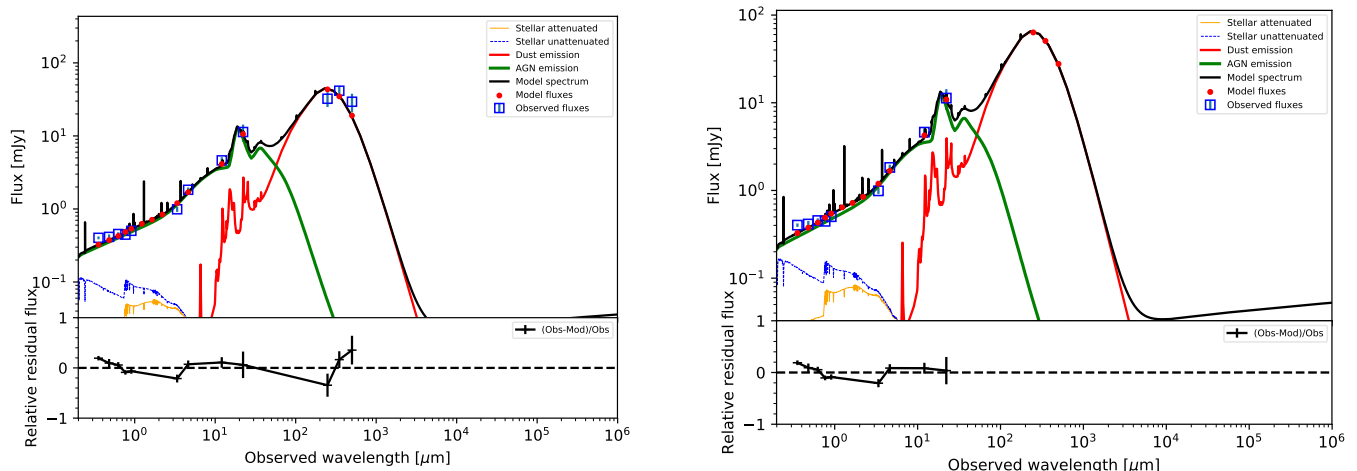 Flux [mJy]
10²
10¹
10⁰
10⁻¹
Stellar attenuated
Stellar unattenuated
Dust emission
AGN emission
Model spectrum
Model fluxes
Observed fluxes
Relative residual flux
1
0
−1
(Obs-Mod)/Obs
10⁰ 10¹ 10² 10³ 10⁴ 10⁵ 10⁶
Observed wavelength [μm]
Flux [mJy]
10²
10¹
10⁰
10⁻¹
Stellar attenuated
Stellar unattenuated
Dust emission
AGN emission
Model spectrum
Model fluxes
Observed fluxes
Relative residual flux
1
0
−1
(Obs-Mod)/Obs
10⁰ 10¹ 10² 10³ 10⁴ 10⁵ 10⁶
Observed wavelength [μm]